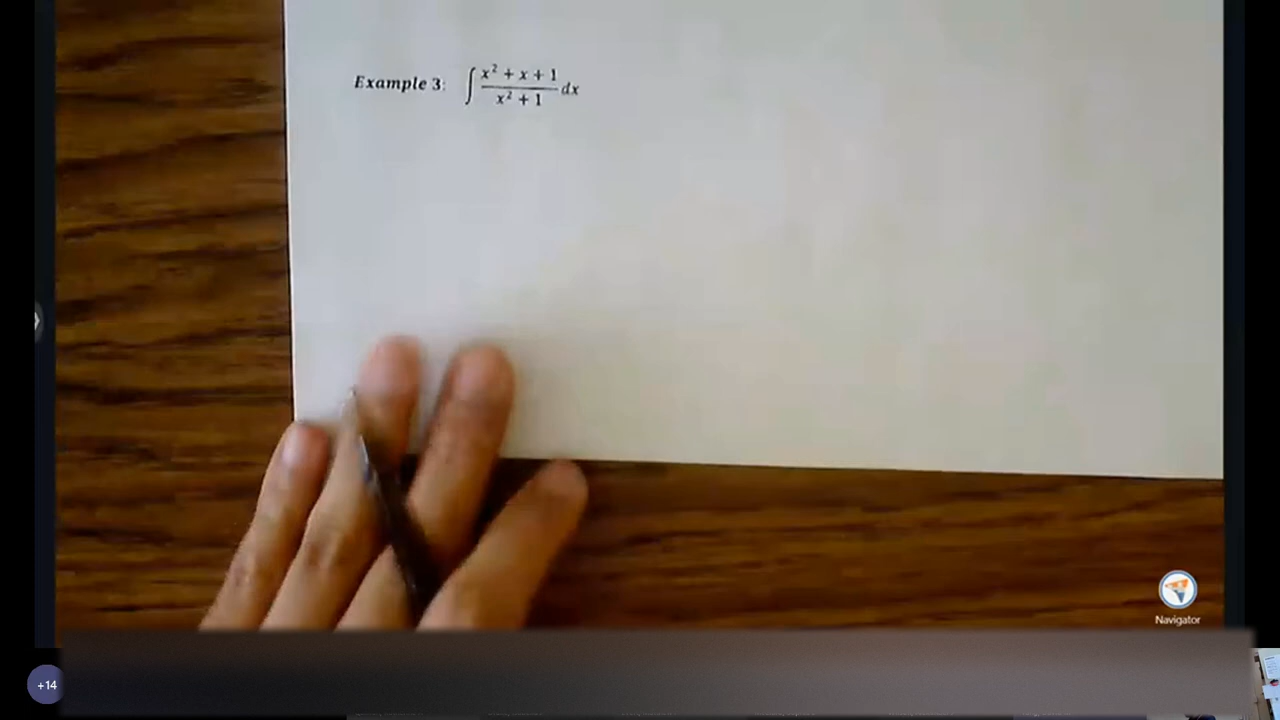 Example 3: ∫ x² + x + 1 / x² + 1 dx
Navigator
+14